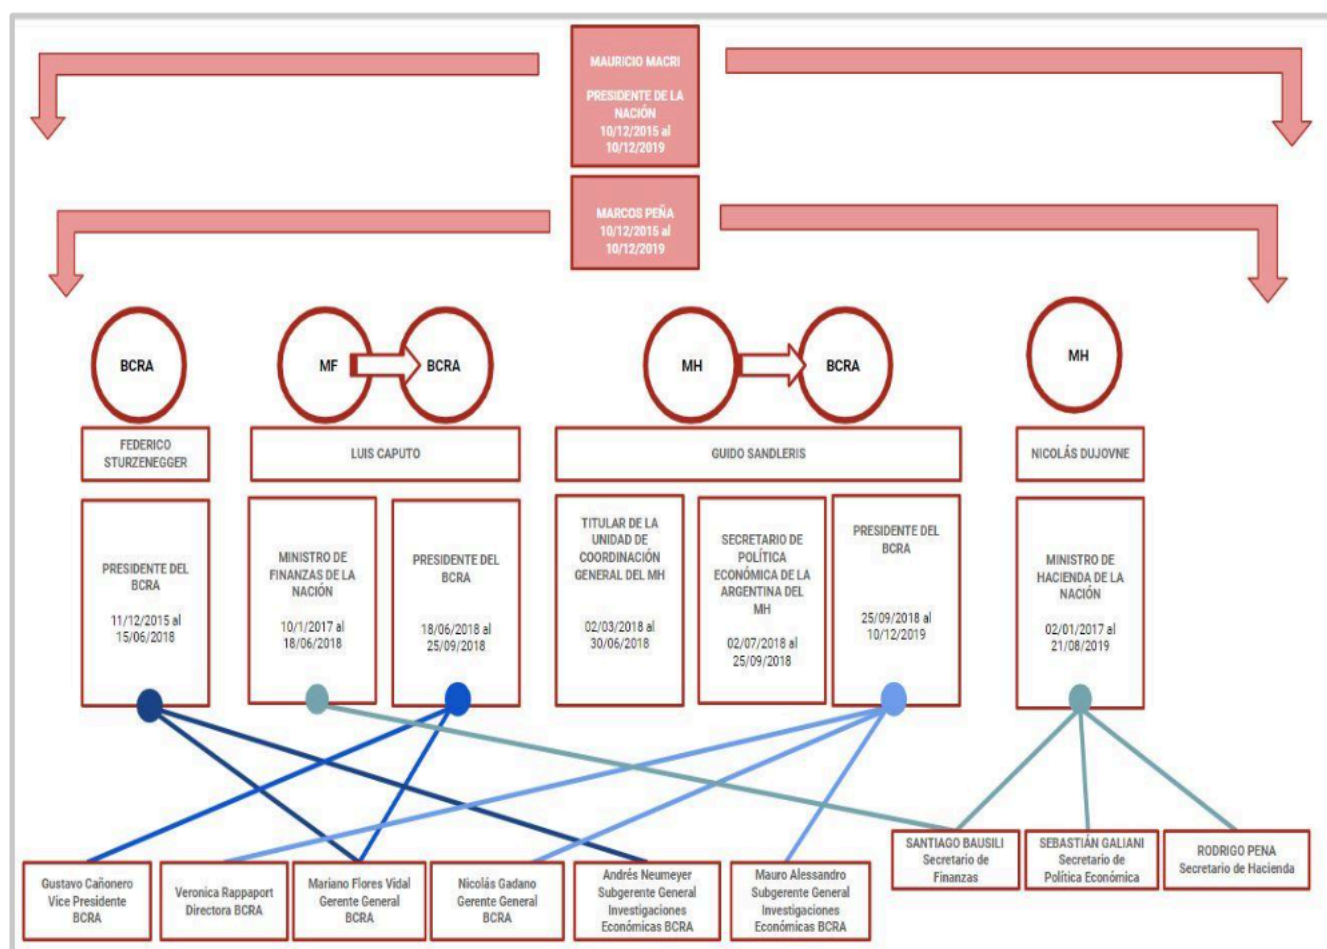 MAURICIO MACRI
PRESIDENTE DE LA
NACIÓN
10/12/2015 al
10/12/2019
MARCOS PEÑA
10/12/2015 al
10/12/2019
BCRA
MF
BCRA
MH
BCRA
MH
FEDERICO
STURZENEGGER
LUIS CAPUTO
GUIDO SANDLERIS
NICOLÁS DUJOVNE
PRESIDENTE DEL
BCRA
11/12/2015 al
15/06/2018
MINISTRO DE
FINANZAS DE LA
NACIÓN
10/1/2017 al
18/06/2018
PRESIDENTE DEL
BCRA
18/06/2018 al
25/09/2018
TITULAR DE LA
UNIDAD DE
COORDINACIÓN
GENERAL DEL MH
02/03/2018 al
30/06/2018
SECRETARIO DE
POLÍTICA
ECONÓMICA DE LA
ARGENTINA DEL
MH
02/07/2018 al
25/09/2018
PRESIDENTE DEL
BCRA
25/09/2018 al
10/12/2019
MINISTRO DE
HACIENDA DE LA
NACIÓN
02/01/2017 al
21/08/2019
Gustavo Cañonero
Vice Presidente
BCRA
Veronica Rappaport
Directora BCRA
Mariano Flores Vidal
Gerente General
BCRA
Nicolás Gadano
Gerente General
BCRA
Andrés Neumeyer
Subgerente General
Investigaciones
Económicas BCRA
Mauro Alessandro
Subgerente General
Investigaciones
Económicas BCRA
SANTIAGO BAUSILI
Secretario de
Finanzas
SEBASTIÁN GALIANI
Secretario de
Política Económica
RODRIGO PENA
Secretario de Hacienda